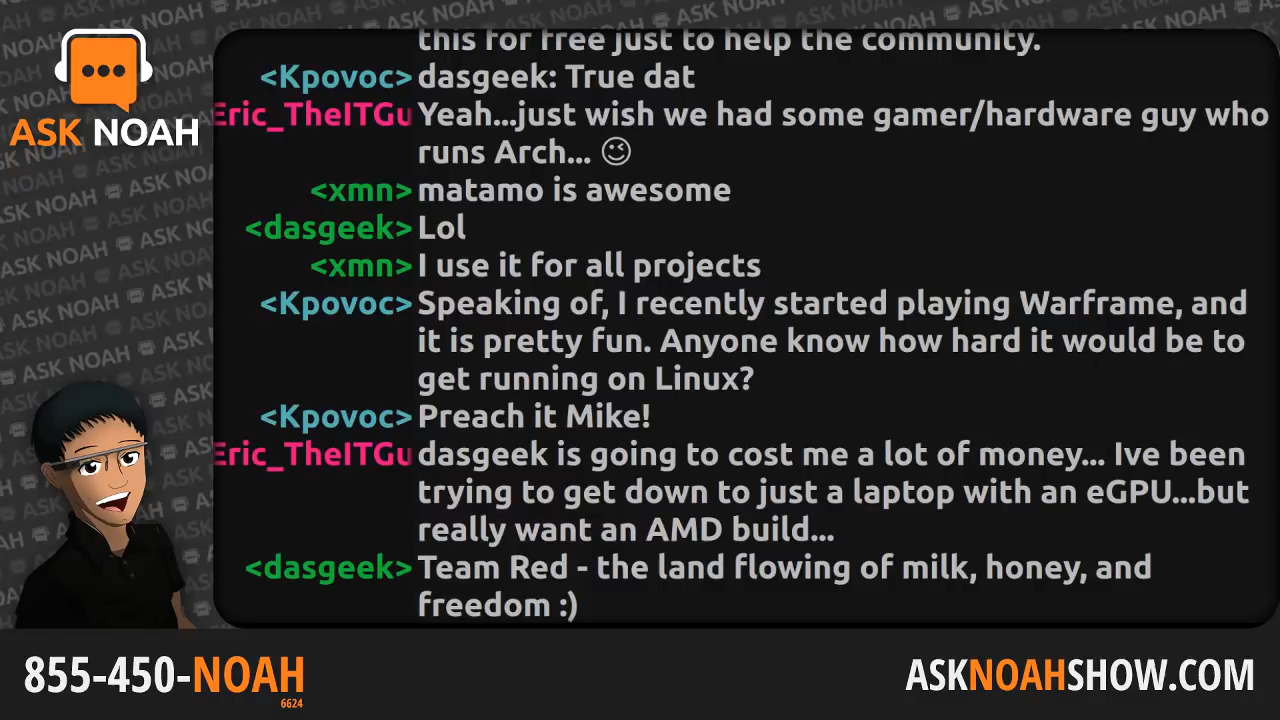 ASK NOAH
this for free just to help the community.
<Kpovoc> dasgeek: True dat
Eric_TheITGu Yeah...just wish we had some gamer/hardware guy who
runs Arch... 😉
<xmn> matamo is awesome
<dasgeek> Lol
<xmn> I use it for all projects
<Kpovoc> Speaking of, I recently started playing Warframe, and
it is pretty fun. Anyone know how hard it would be to
get running on Linux?
<Kpovoc> Preach it Mike!
Eric_TheITGu dasgeek is going to cost me a lot of money... Ive been
trying to get down to just a laptop with an eGPU...but
really want an AMD build...
<dasgeek> Team Red - the land flowing of milk, honey, and
freedom :)
855-450-NOAH
6624
ASKNOAHSHOW.COM